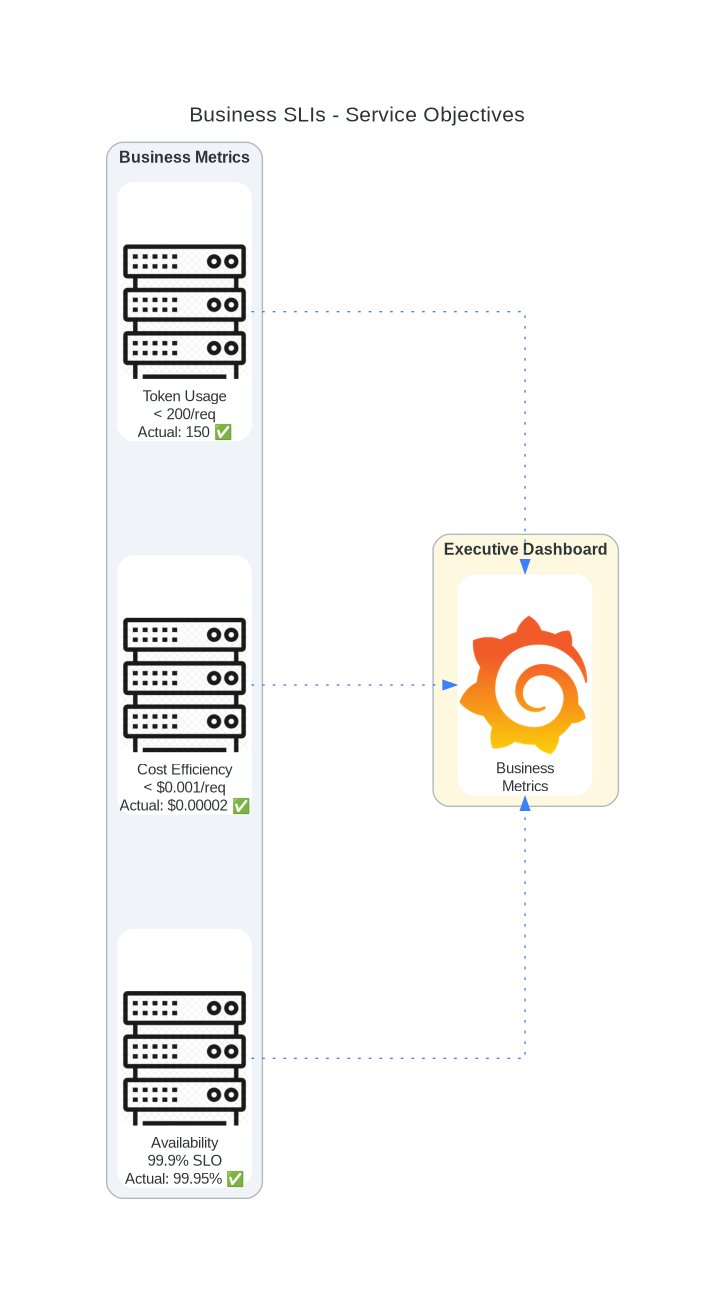 Business SLIs - Service Objectives
Business Metrics
Token Usage
< 200/req
Actual: 150 ✅
Cost Efficiency
< $0.001/req
Actual: $0.00002 ✅
Availability
99.9% SLO
Actual: 99.95% ✅
Executive Dashboard
Business
Metrics